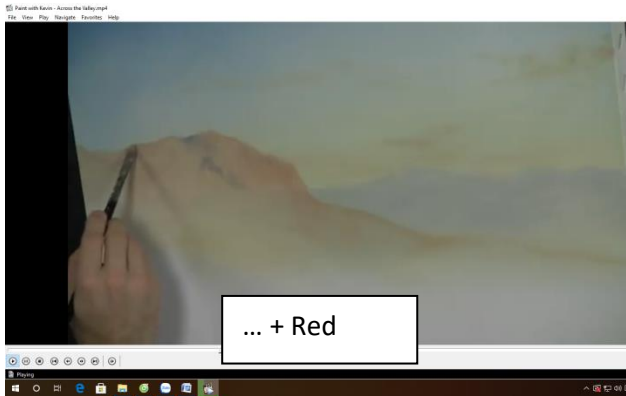 Paint with Kevin - Across the Valley.mp4
File View Play Navigate Favorites Help
... + Red
Playing